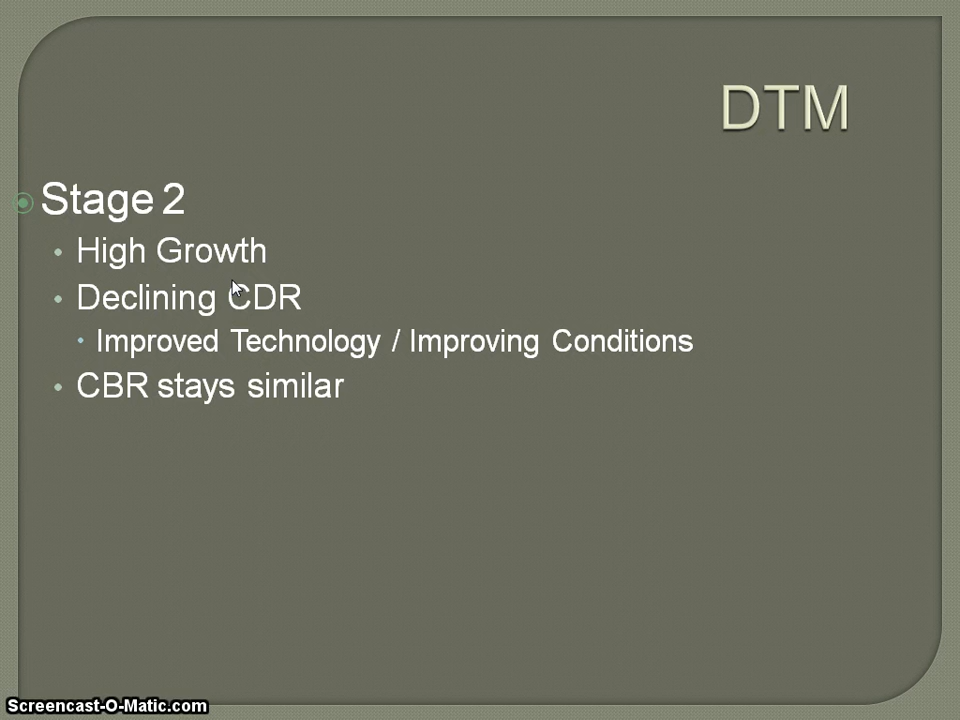 DTM
Stage 2
High Growth
Declining CDR
Improved Technology / Improving Conditions
CBR stays similar
Screencast-O-Matic.com